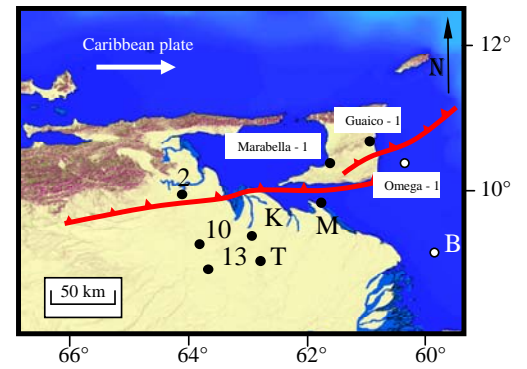 Caribbean plate
N
12°
Guaico - 1
Marabella - 1
2
Omega - 1
10°
K
M
10
B
13
T
50 km
66°
64°
62°
60°